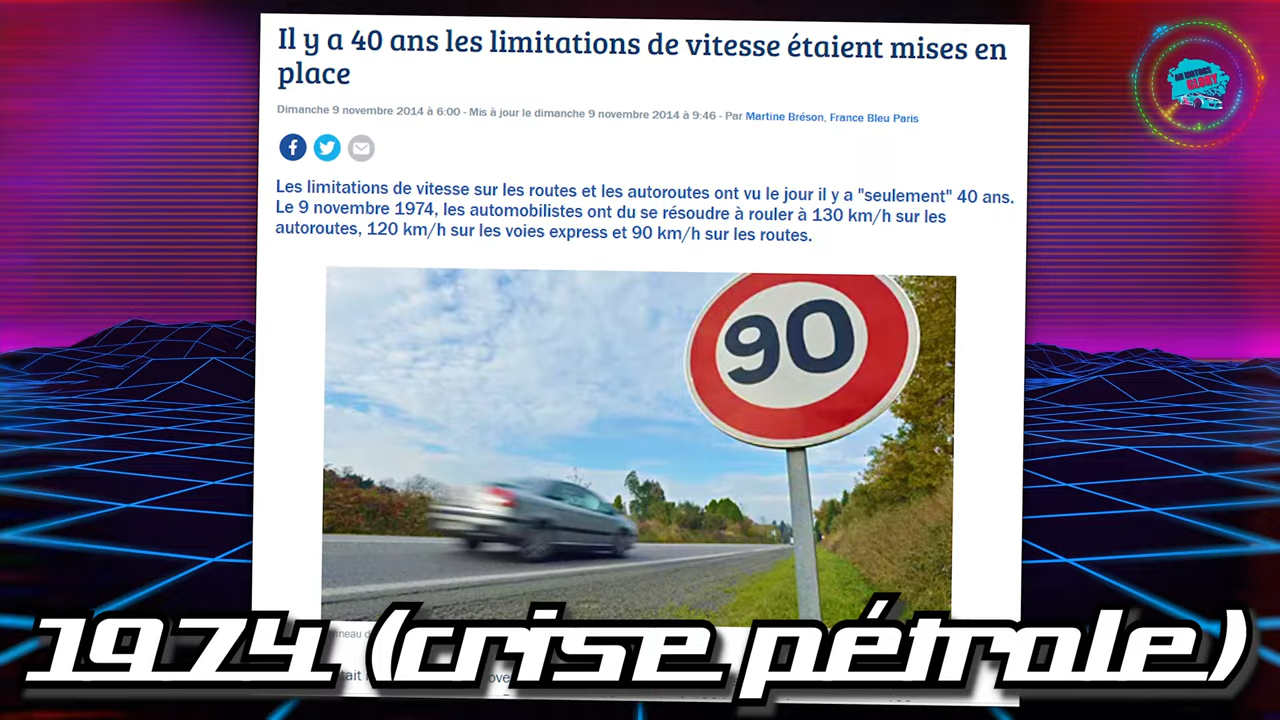 Il y a 40 ans les limitations de vitesse étaient mises en
place
Dimanche 9 novembre 2014 à 6:00 - Mis à jour le dimanche 9 novembre 2014 à 9:46 - Par Martine Bréson, France Bleu Paris
Les limitations de vitesse sur les routes et les autoroutes ont vu le jour il y a "seulement" 40 ans.
Le 9 novembre 1974, les automobilistes ont du se résoudre à rouler à 130 km/h sur les
autoroutes, 120 km/h sur les voies express et 90 km/h sur les routes.
90
1974 (crise pétrole)
MOTORS
GLORY